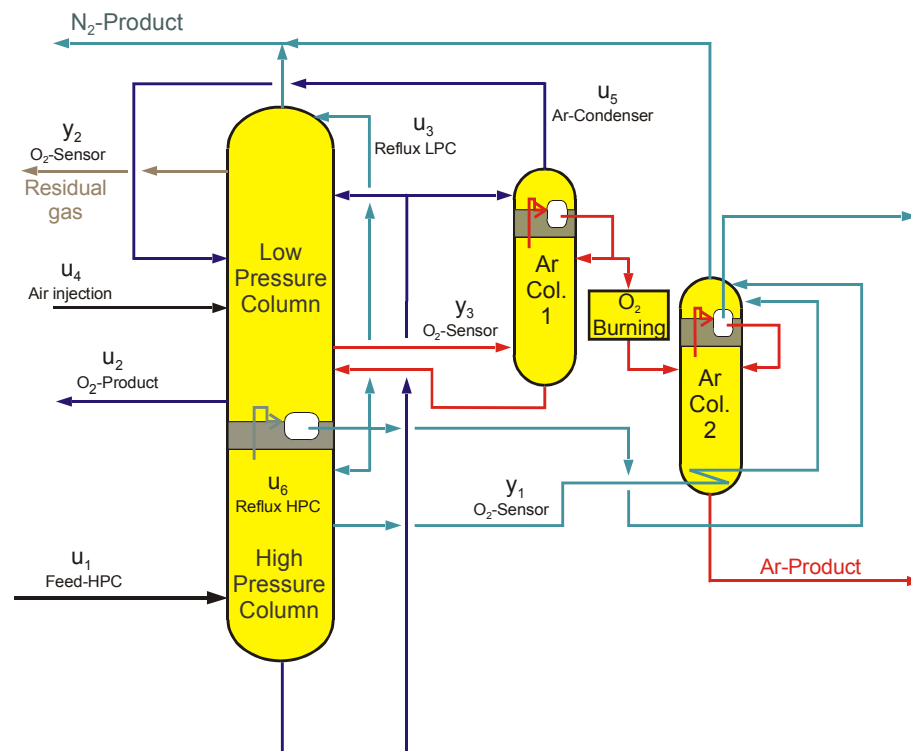 N₂-Product
u₅
Ar-Condenser
y₂
O₂-Sensor
u₃
Reflux LPC
Residual
gas
Low
Pressure
Column
u₄
Air injection
y₃
O₂-Sensor
Ar
Col.
1
O₂
Burning
u₂
O₂-Product
Ar
Col.
2
u₆
Reflux HPC
y₁
O₂-Sensor
u₁
Feed-HPC
High
Pressure
Column
Ar-Product